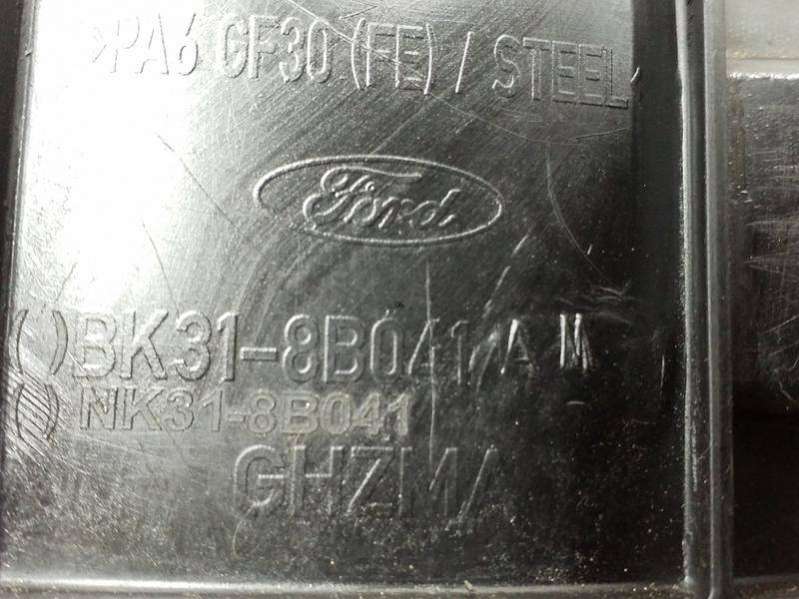 >PA6 GF30 (FE) / STEEL
Ford
( ) BK31-8B041 A
( ) NK31-8B041
GHZMA